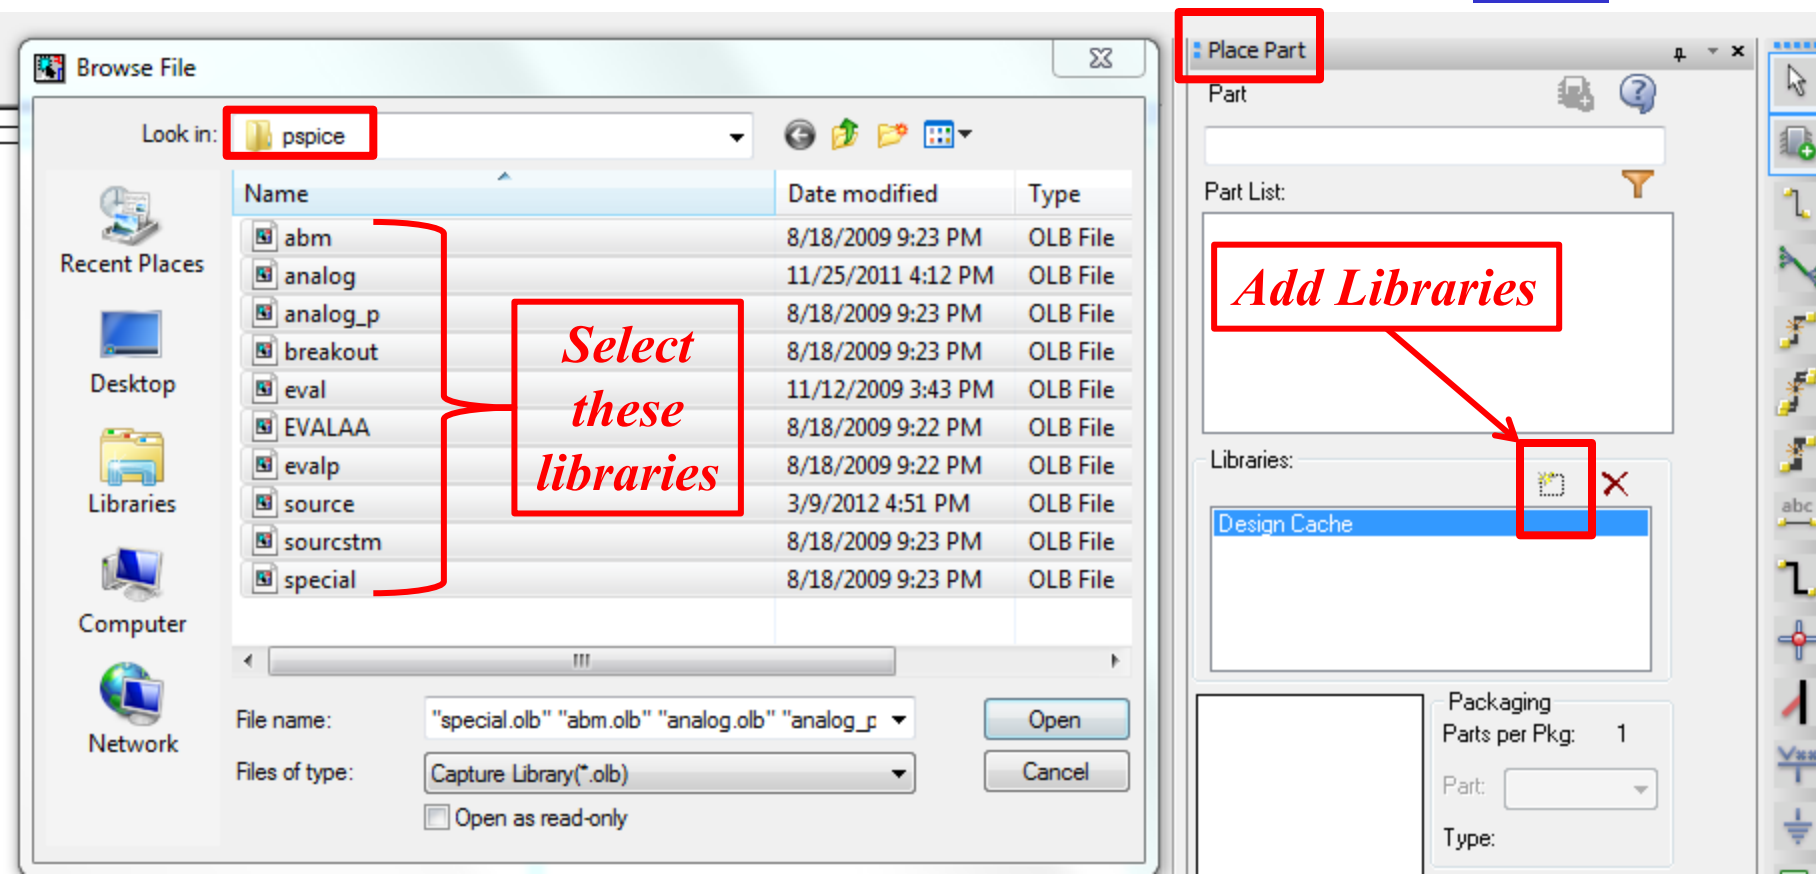 Browse File
Look in: pspice
Name Date modified Type
abm 8/18/2009 9:23 PM OLB File
analog 11/25/2011 4:12 PM OLB File
analog_p 8/18/2009 9:23 PM OLB File
breakout 8/18/2009 9:23 PM OLB File
eval 11/12/2009 3:43 PM OLB File
EVALAA 8/18/2009 9:22 PM OLB File
evalp 8/18/2009 9:22 PM OLB File
source 3/9/2012 4:51 PM OLB File
sourcstm 8/18/2009 9:23 PM OLB File
special 8/18/2009 9:23 PM OLB File
Select
these
libraries
Recent Places
Desktop
Libraries
Computer
Network
File name: "special.olb" "abm.olb" "analog.olb" "analog_p
Open
Files of type: Capture Library(*.olb)
Cancel
Open as read-only
Place Part
Part
Part List:
Add Libraries
Libraries:
Design Cache
Packaging
Parts per Pkg: 1
Part:
Type:
abc